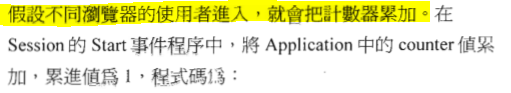 假設不同瀏覽器的使用者進入，就會把計數器累加。在
Session 的 Start 事件程序中，將 Application 中的 counter 值累
加，累進值為 1，程式碼為：